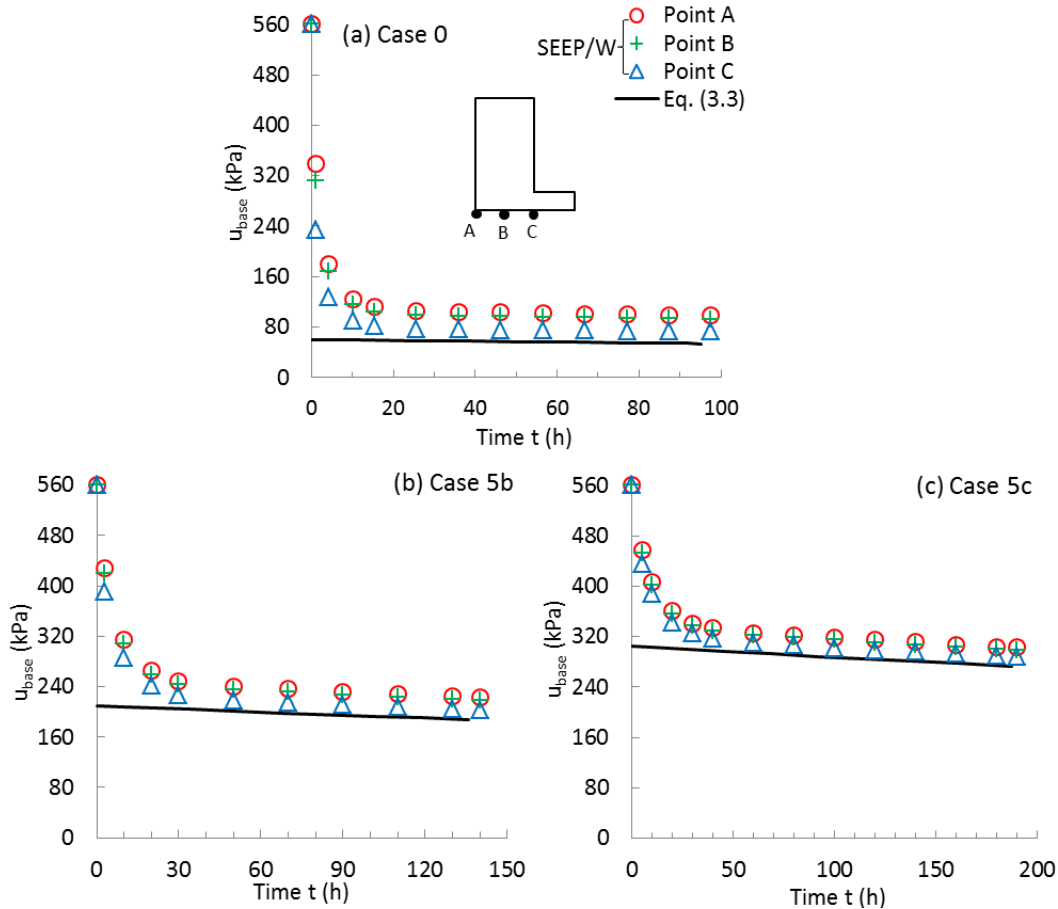 (a) Case 0
SEEP/W
Point A
Point B
Point C
Eq. (3.3)
u_base (kPa)
560
480
400
320
240
160
80
0
A
B
C
0 20 40 60 80 100
Time t (h)
(b) Case 5b
u_base (kPa)
560
480
400
320
240
160
80
0
0 30 60 90 120 150
Time t (h)
(c) Case 5c
u_base (kPa)
560
480
400
320
240
160
80
0
0 50 100 150 200
Time t (h)